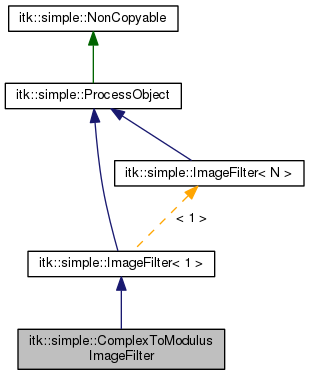 itk::simple::NonCopyable
itk::simple::ProcessObject
itk::simple::ImageFilter< N >
< 1 >
itk::simple::ImageFilter< 1 >
itk::simple::ComplexToModulus
ImageFilter